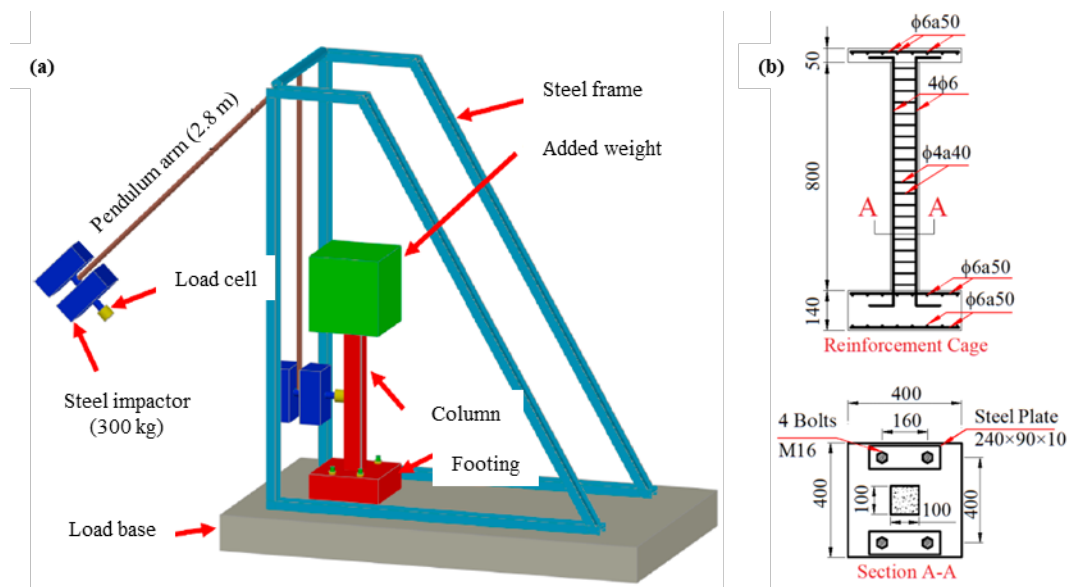 (a)
Pendulum arm (2.8 m)
Steel frame
Added weight
Load cell
Steel impactor
(300 kg)
Column
Footing
Load base
(b)
ϕ6a50
50
4ϕ6
800
ϕ4a40
A
A
ϕ6a50
140
ϕ6a50
Reinforcement Cage
400
4 Bolts
M16
160
Steel Plate
240×90×10
400
100
100
400
Section A-A